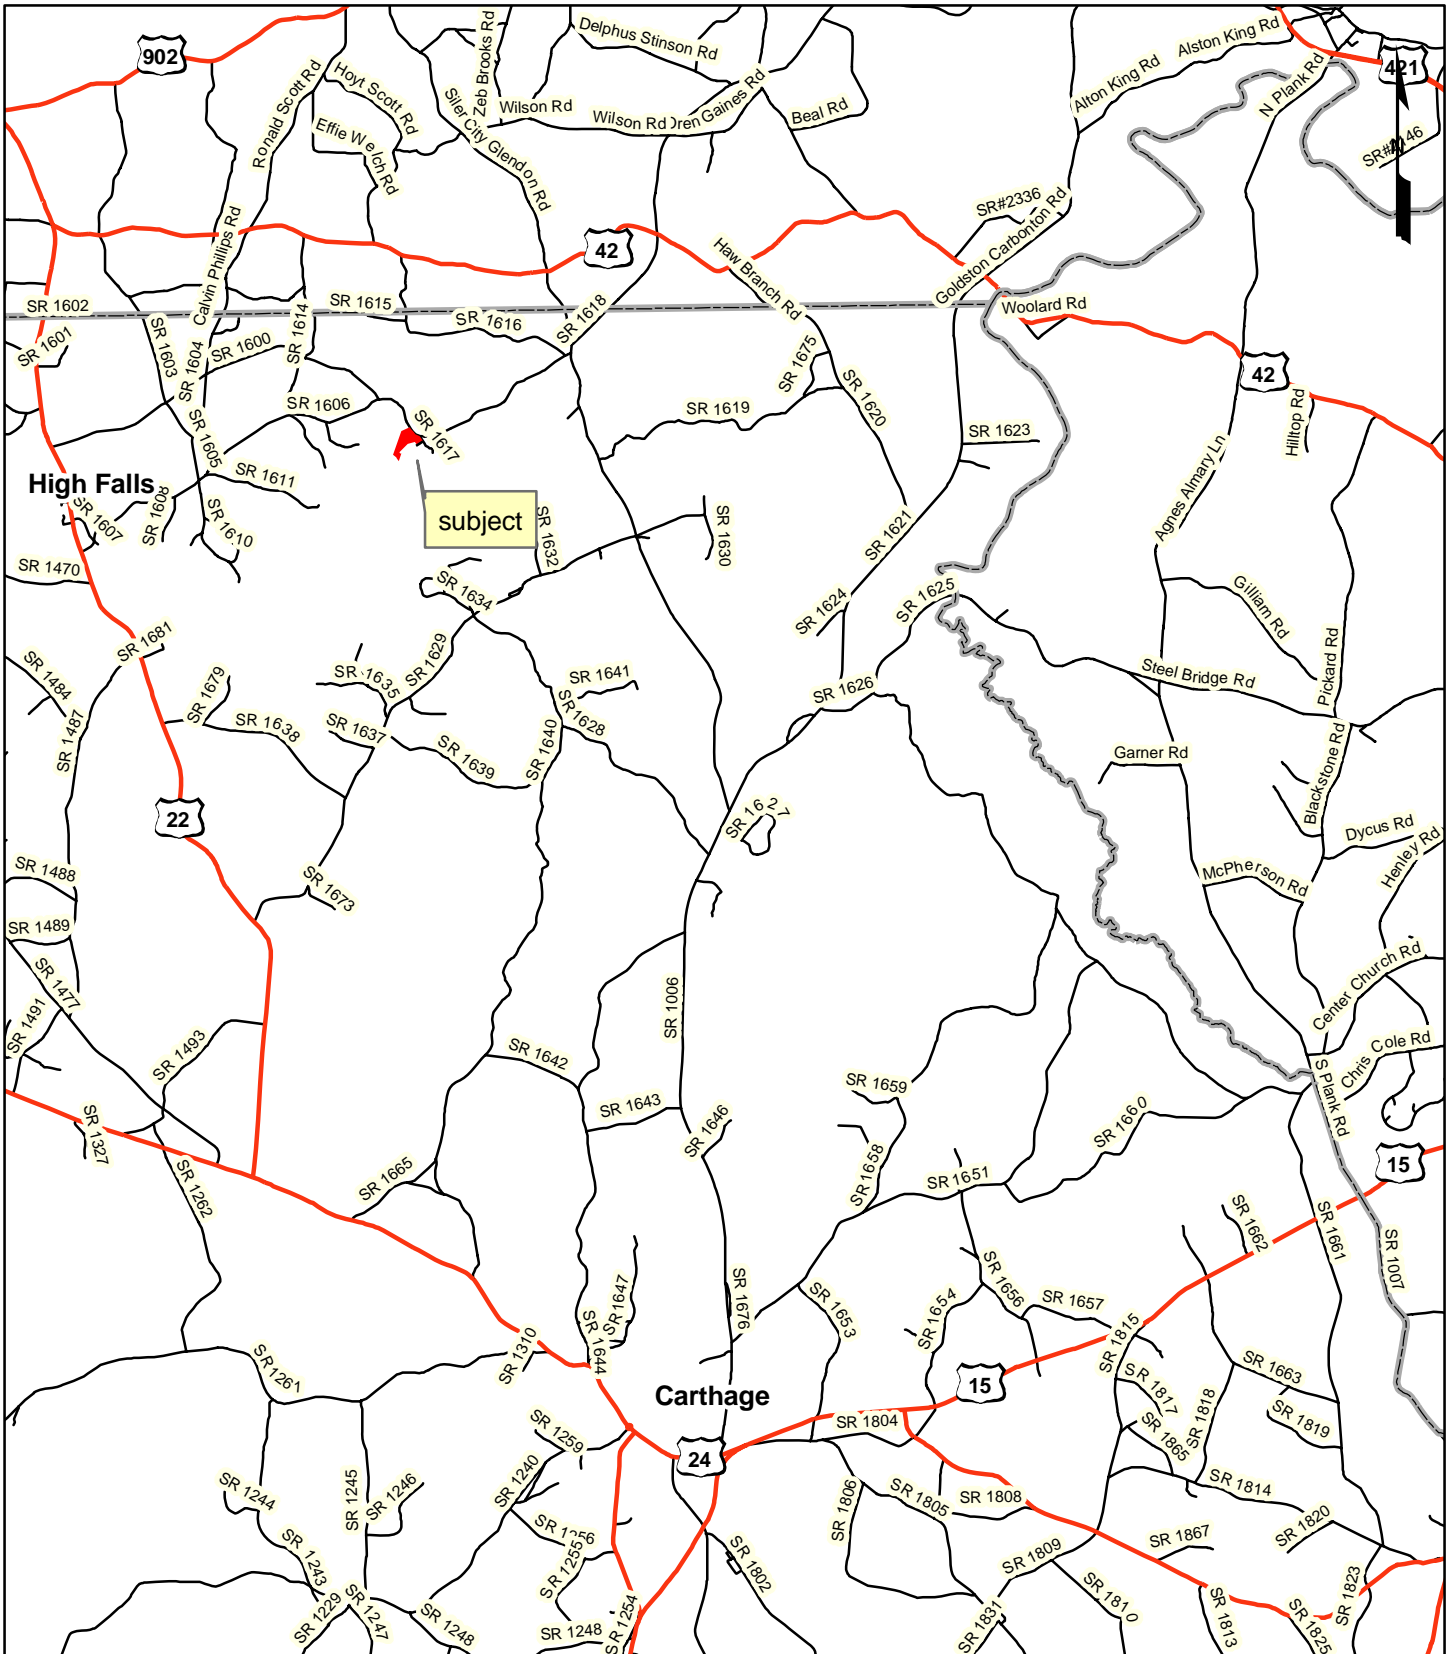 902
Delphus Stinson Rd
Zeb Brooks Rd
Alston King Rd
421
Ronald Scott Rd
Hoyt Scott Rd
Siler City Glendon Rd
Wilson Rd
Wilson Rd
Oren Gaines Rd
Beal Rd
Alton King Rd
N Plank Rd
Effie Welch Rd
SR#2146
Calvin Phillips Rd
SR#2336
Goldston Carbonton Rd
42
Haw Branch Rd
SR 1602
SR 1615
SR 1616
SR 1618
Woolard Rd
SR 1601
SR 1603
SR 1604
SR 1600
SR 1614
SR 1675
42
SR 1606
SR 1617
SR 1619
SR 1620
SR 1623
Hilltop Rd
SR 1605
Agnes Almary Ln
High Falls
SR 1611
SR 1608
SR 1607
SR 1610
subject
SR 1632
SR 1630
SR 1621
SR 1470
SR 1634
SR 1624
SR 1625
Gilliam Rd
SR 1681
SR 1629
SR 1635
SR 1484
SR 1679
SR 1641
SR 1626
Steel Bridge Rd
Pickard Rd
SR 1487
SR 1638
SR 1637
SR 1639
SR 1640
SR 1628
Garner Rd
Blackstone Rd
22
SR 1627
Dycus Rd
Henley Rd
SR 1488
SR 1673
McPherson Rd
SR 1489
SR 1477
SR 1491
SR 1493
SR 1006
Center Church Rd
SR 1642
SR 1643
SR 1646
SR 1659
SR 1660
S Plank Rd
Chris Cole Rd
SR 1327
SR 1262
SR 1665
SR 1658
SR 1651
15
SR 1662
SR 1661
SR 1007
SR 1647
SR 1676
SR 1653
SR 1654
SR 1656
SR 1657
SR 1815
SR 1310
SR 1644
SR 1261
Carthage
15
SR 1804
SR 1817
SR 1818
SR 1663
SR 1819
SR 1865
24
SR 1259
SR 1240
SR 1244
SR 1245
SR 1246
SR 1256
SR 1255
SR 1243
SR 1229
SR 1247
SR 1248
SR 1248
SR 1254
SR 1802
SR 1806
SR 1805
SR 1808
SR 1814
SR 1820
SR 1867
SR 1809
SR 1810
SR 1831
SR 1813
SR 1825
SR 1823